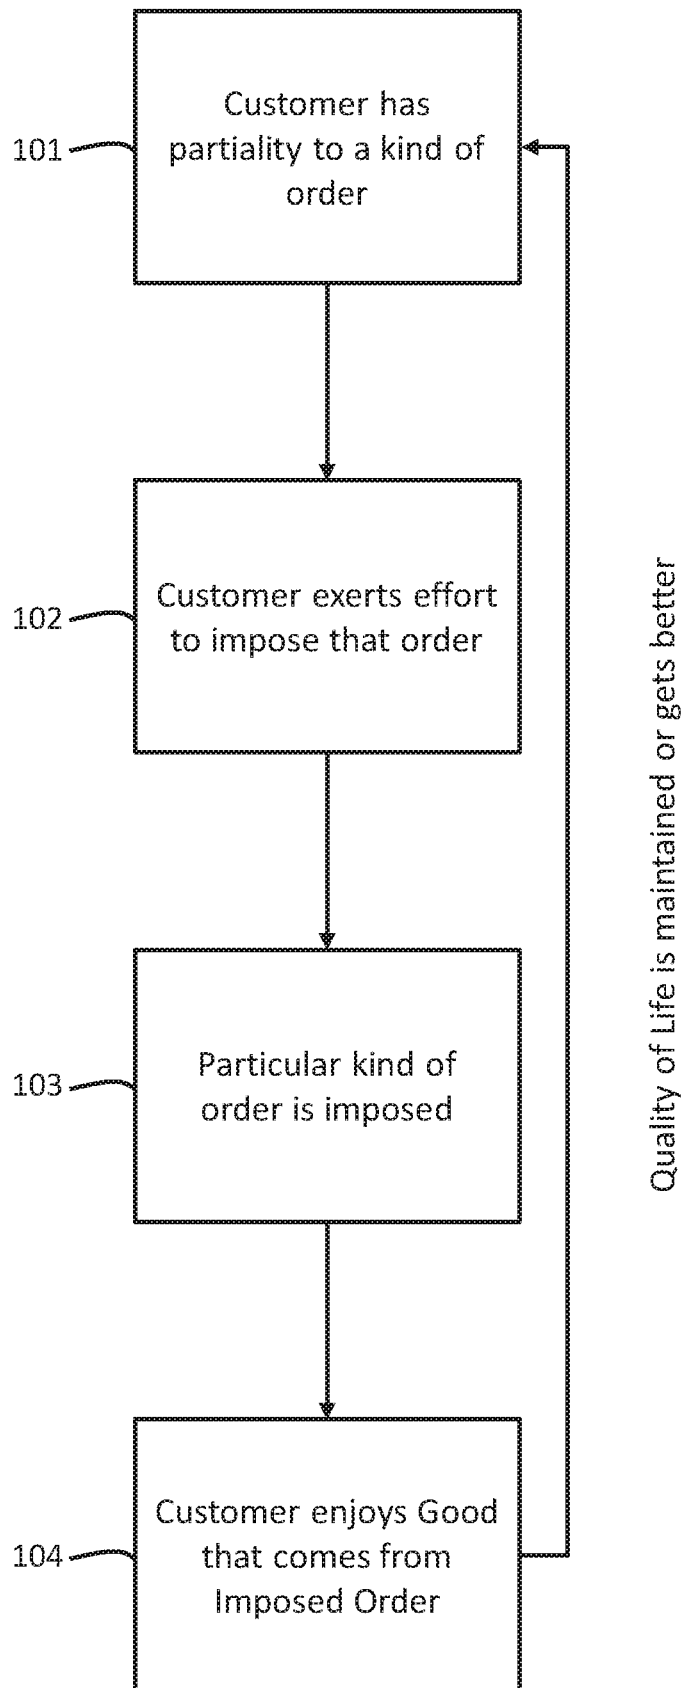 Customer has
partiality to a kind of
order
101
Customer exerts effort
to impose that order
102
Particular kind of
order is imposed
103
Customer enjoys Good
that comes from
Imposed Order
104
Quality of Life is maintained or gets better